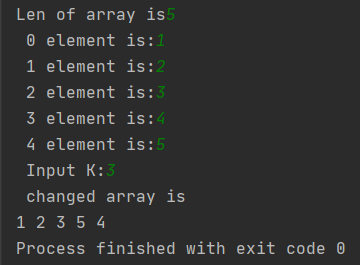 Len of array is5
0 element is:1
1 element is:2
2 element is:3
3 element is:4
4 element is:5
Input K:3
changed array is
1 2 3 5 4
Process finished with exit code 0